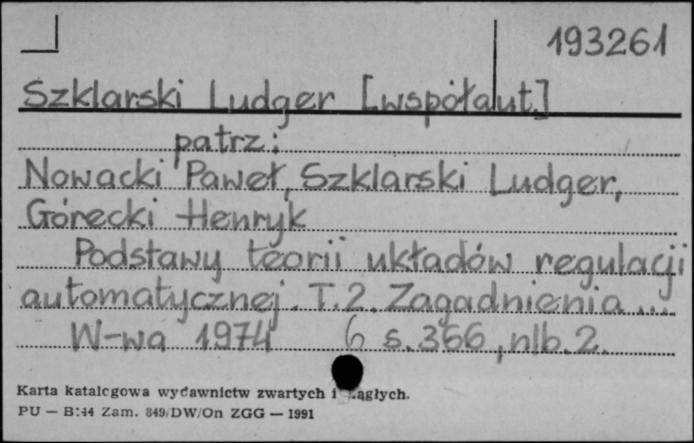 193261
Szklarski Ludger [współaut.]
patrz:
Nowacki Paweł, Szklarski Ludger,
Górecki Henryk
Podstawy teorii układów regulacji
automatycznej. T.2. Zagadnienia ...
W-wa 1974 6 s.366, nlb.2.
Karta katalogowa wydawnictw zwartych i ciągłych.
PU — B:44 Zam. 849/DW/On ZGG — 1991